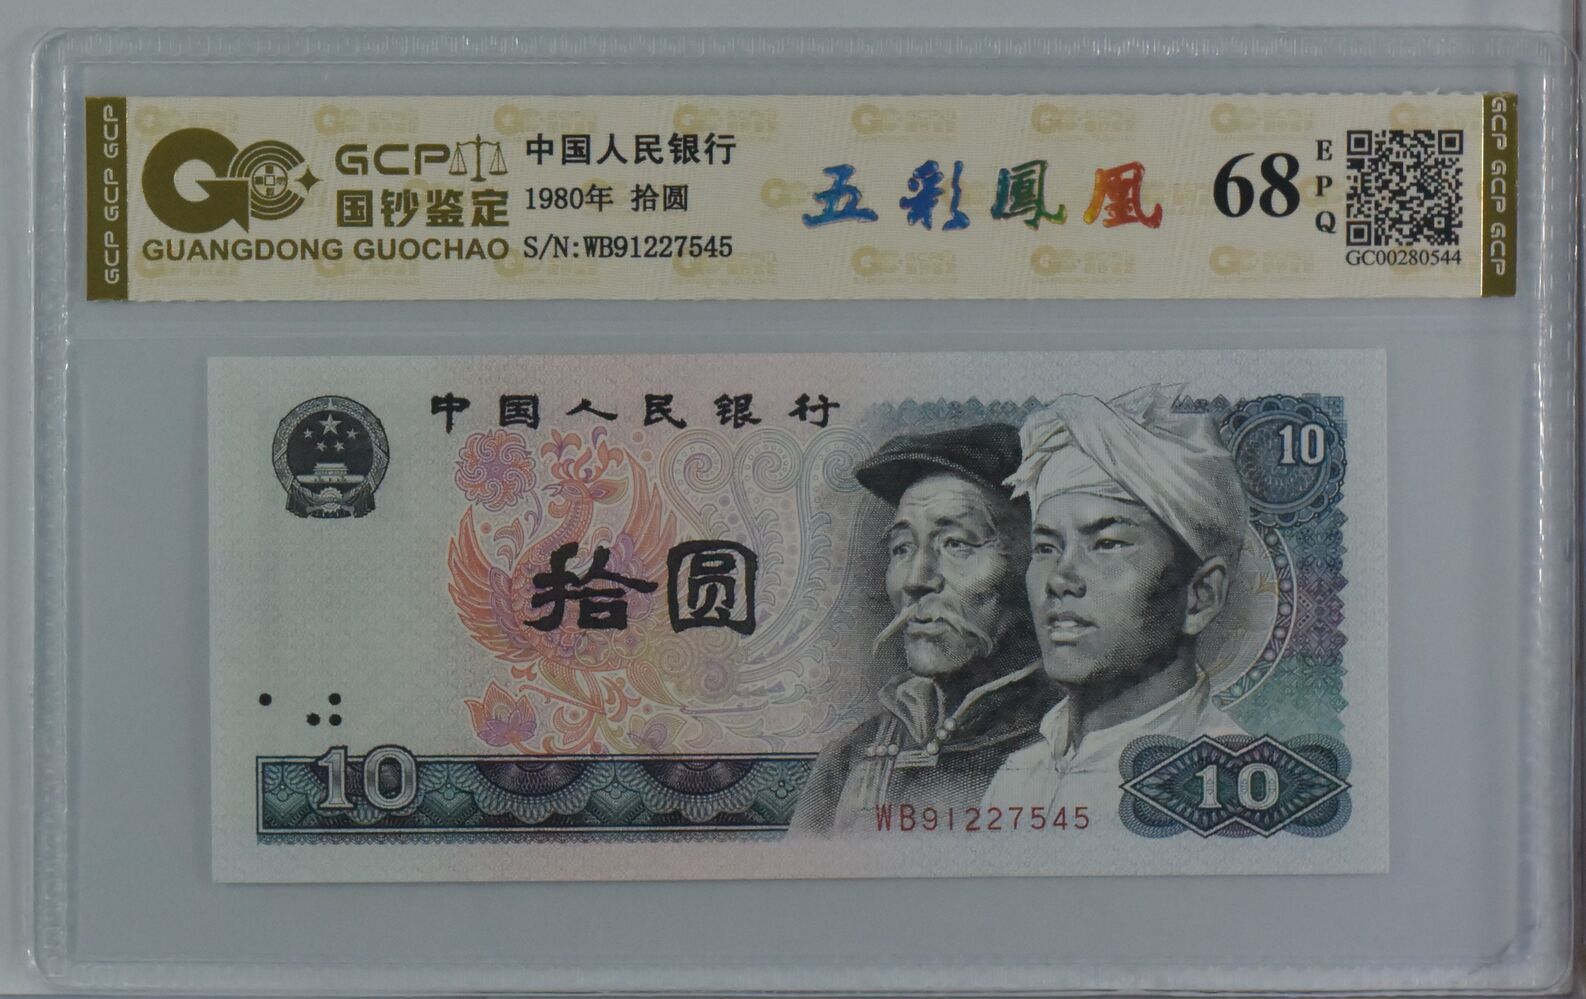 GCP GCP GCP
GCP
国钞鉴定
GUANGDONG GUOCHAO
中国人民银行
1980年 拾圆
S/N:WB91227545
五彩鳳凰
68
EPQ
GC00280544
GCP GCP GCP
中国人民银行
10
拾圆
10
10
WB91227545